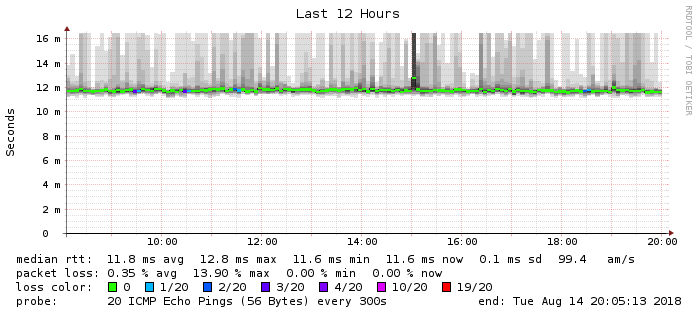 Last 12 Hours
RRDTOOL / TOBI OETIKER
Seconds
16 m
14 m
12 m
10 m
8 m
6 m
4 m
2 m
0
10:00 12:00 14:00 16:00 18:00 20:00
median rtt: 11.8 ms avg 12.8 ms max 11.6 ms min 11.6 ms now 0.1 ms sd 99.4 am/s
packet loss: 0.35 % avg 13.90 % max 0.00 % min 0.00 % now
loss color: 0 1/20 2/20 3/20 4/20 10/20 19/20
probe: 20 ICMP Echo Pings (56 Bytes) every 300s end: Tue Aug 14 20:05:13 2018